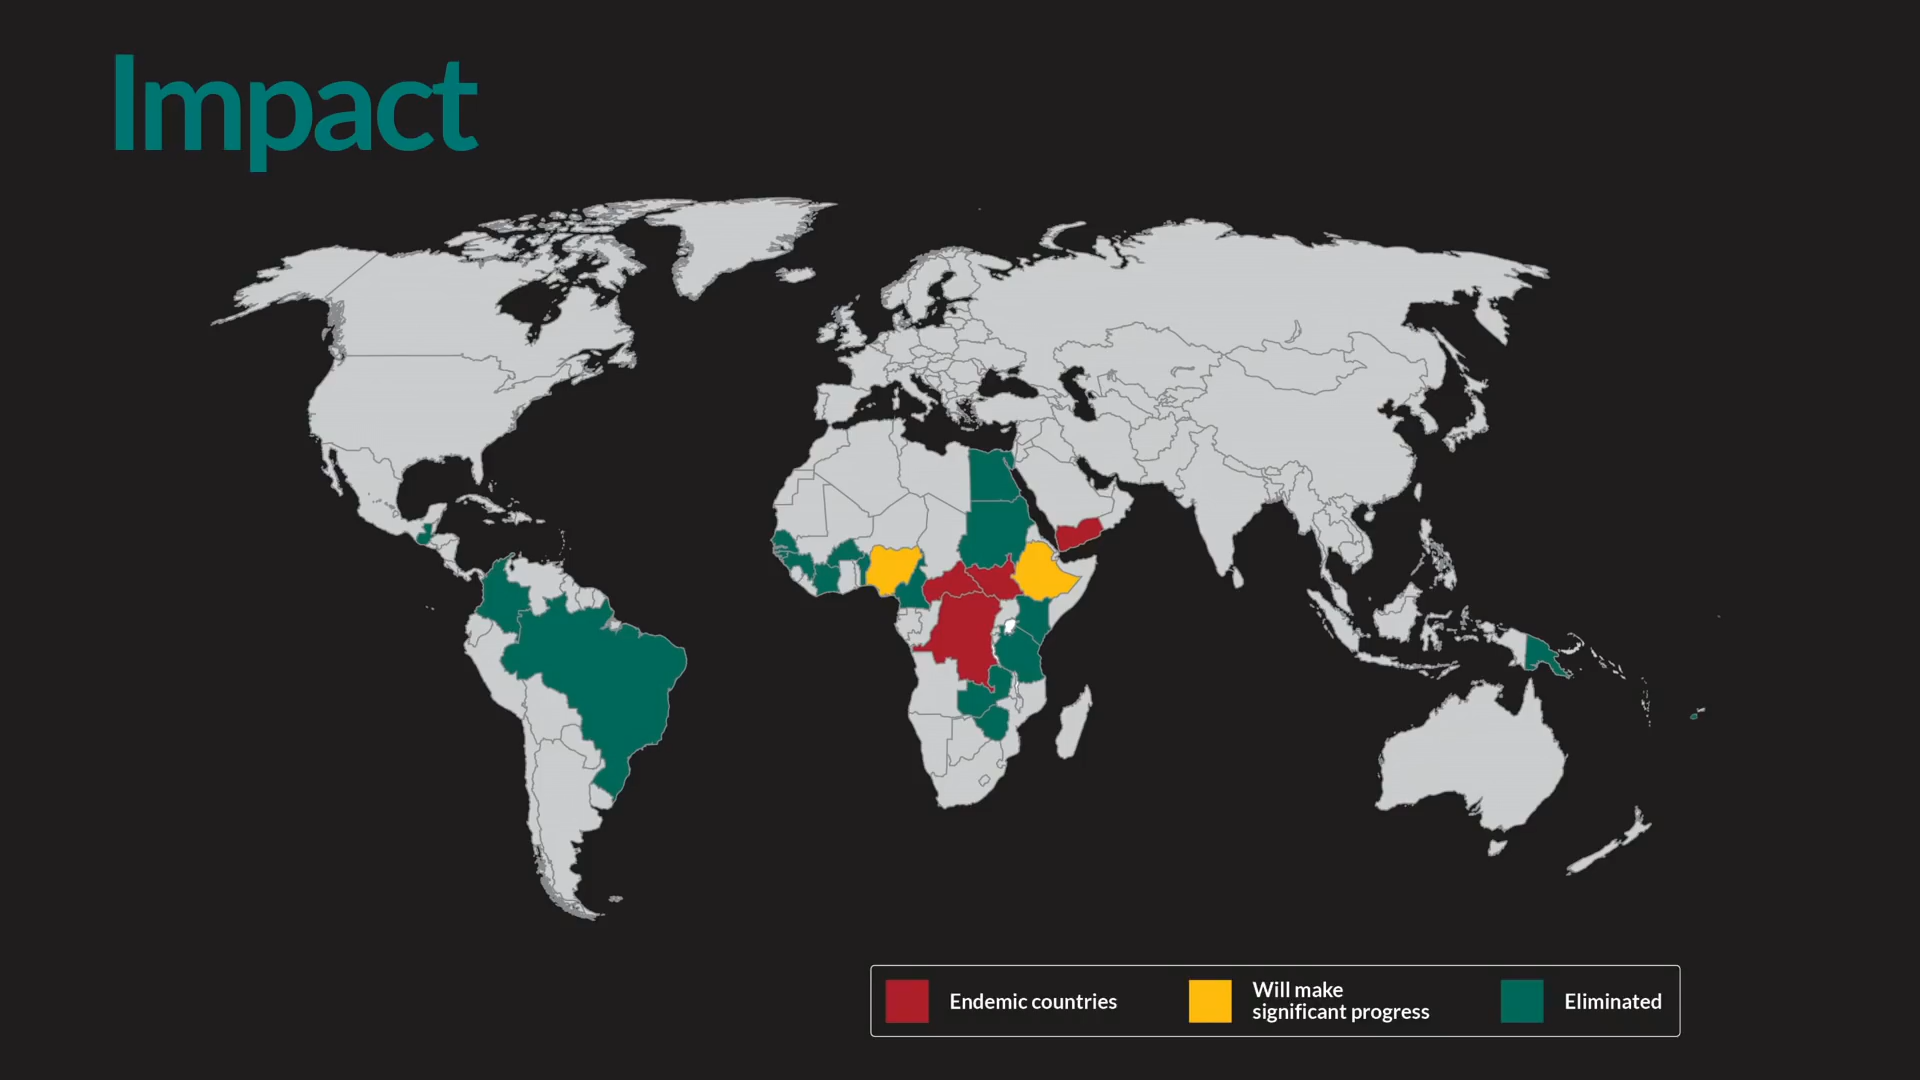 Impact
Endemic countries
Will make
significant progress
Eliminated